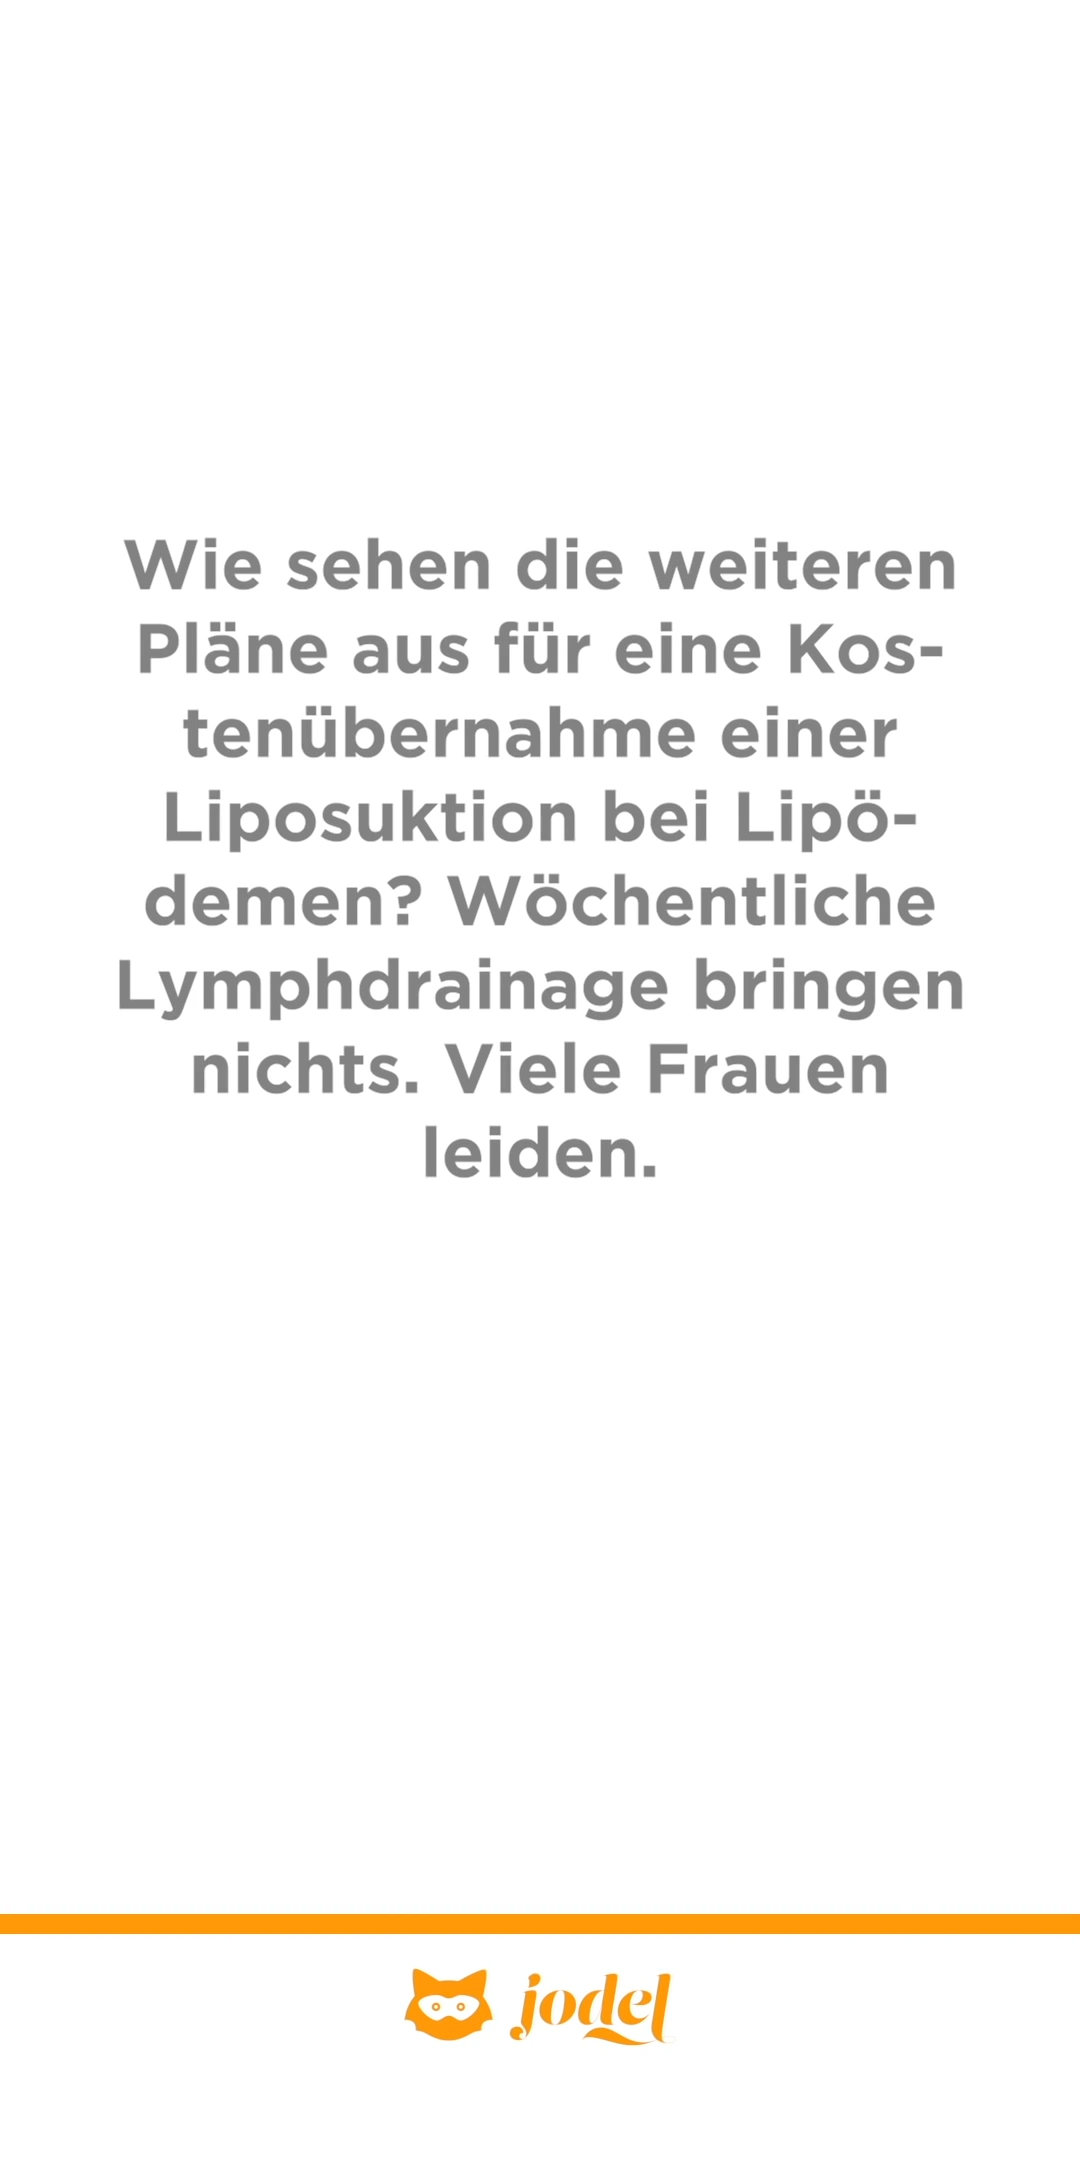 Wie sehen die weiteren
Pläne aus für eine Kos-
tenübernahme einer
Liposuktion bei Lipö-
demen? Wöchentliche
Lymphdrainage bringen
nichts. Viele Frauen
leiden.
jodel